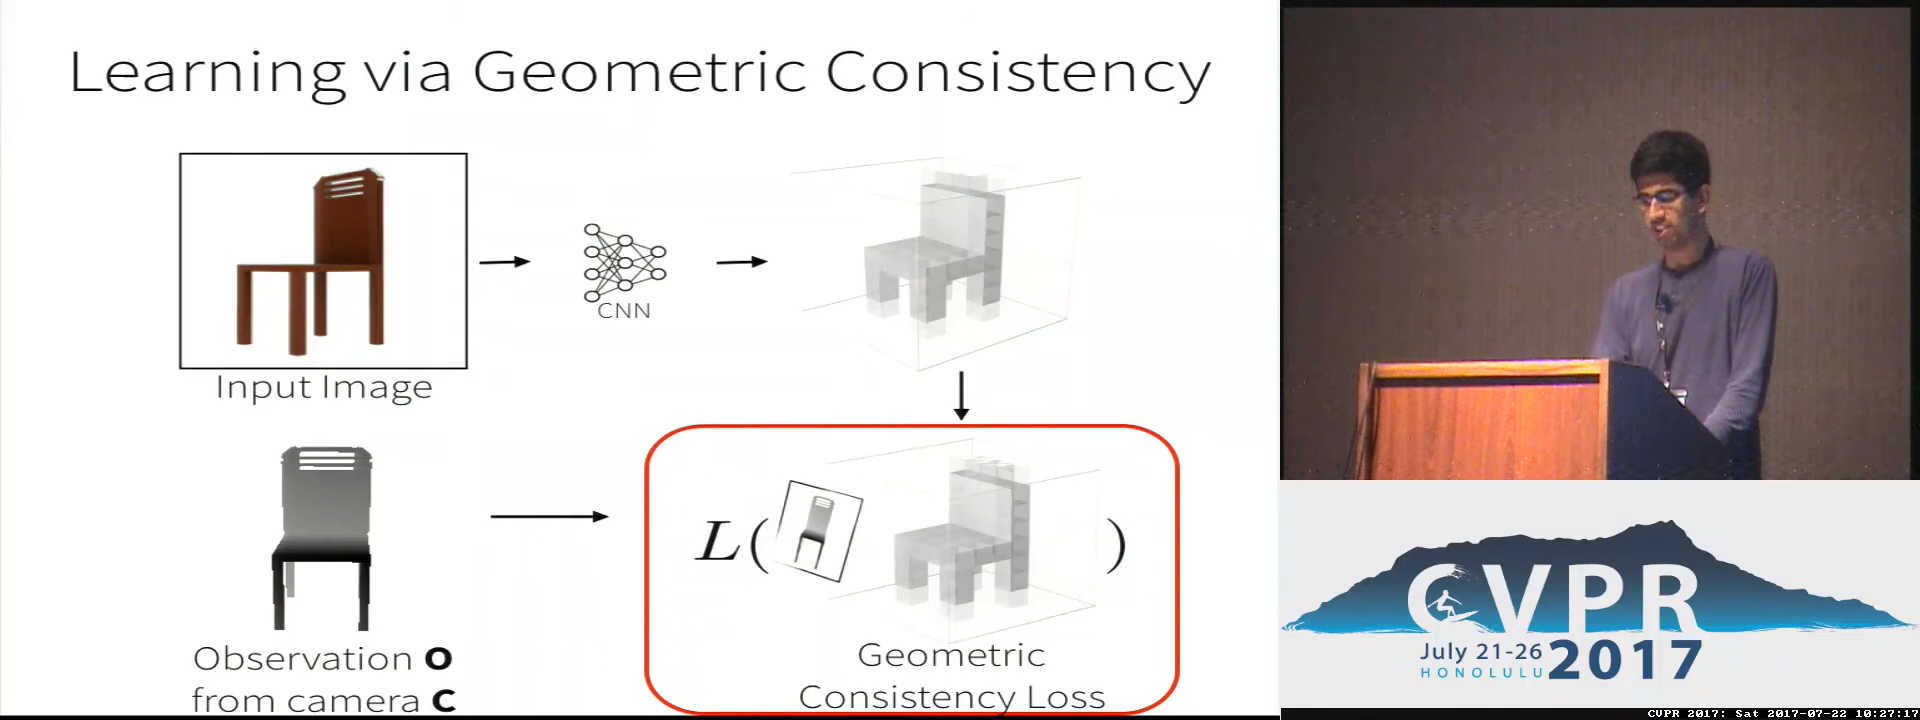 Learning via Geometric Consistency
CNN
Input Image
L( )
Geometric
Consistency Loss
Observation O
from camera C
CVPR
July 21-26
HONOLULU
2017
CVPR 2017: Sat 2017-07-22 10:27:17